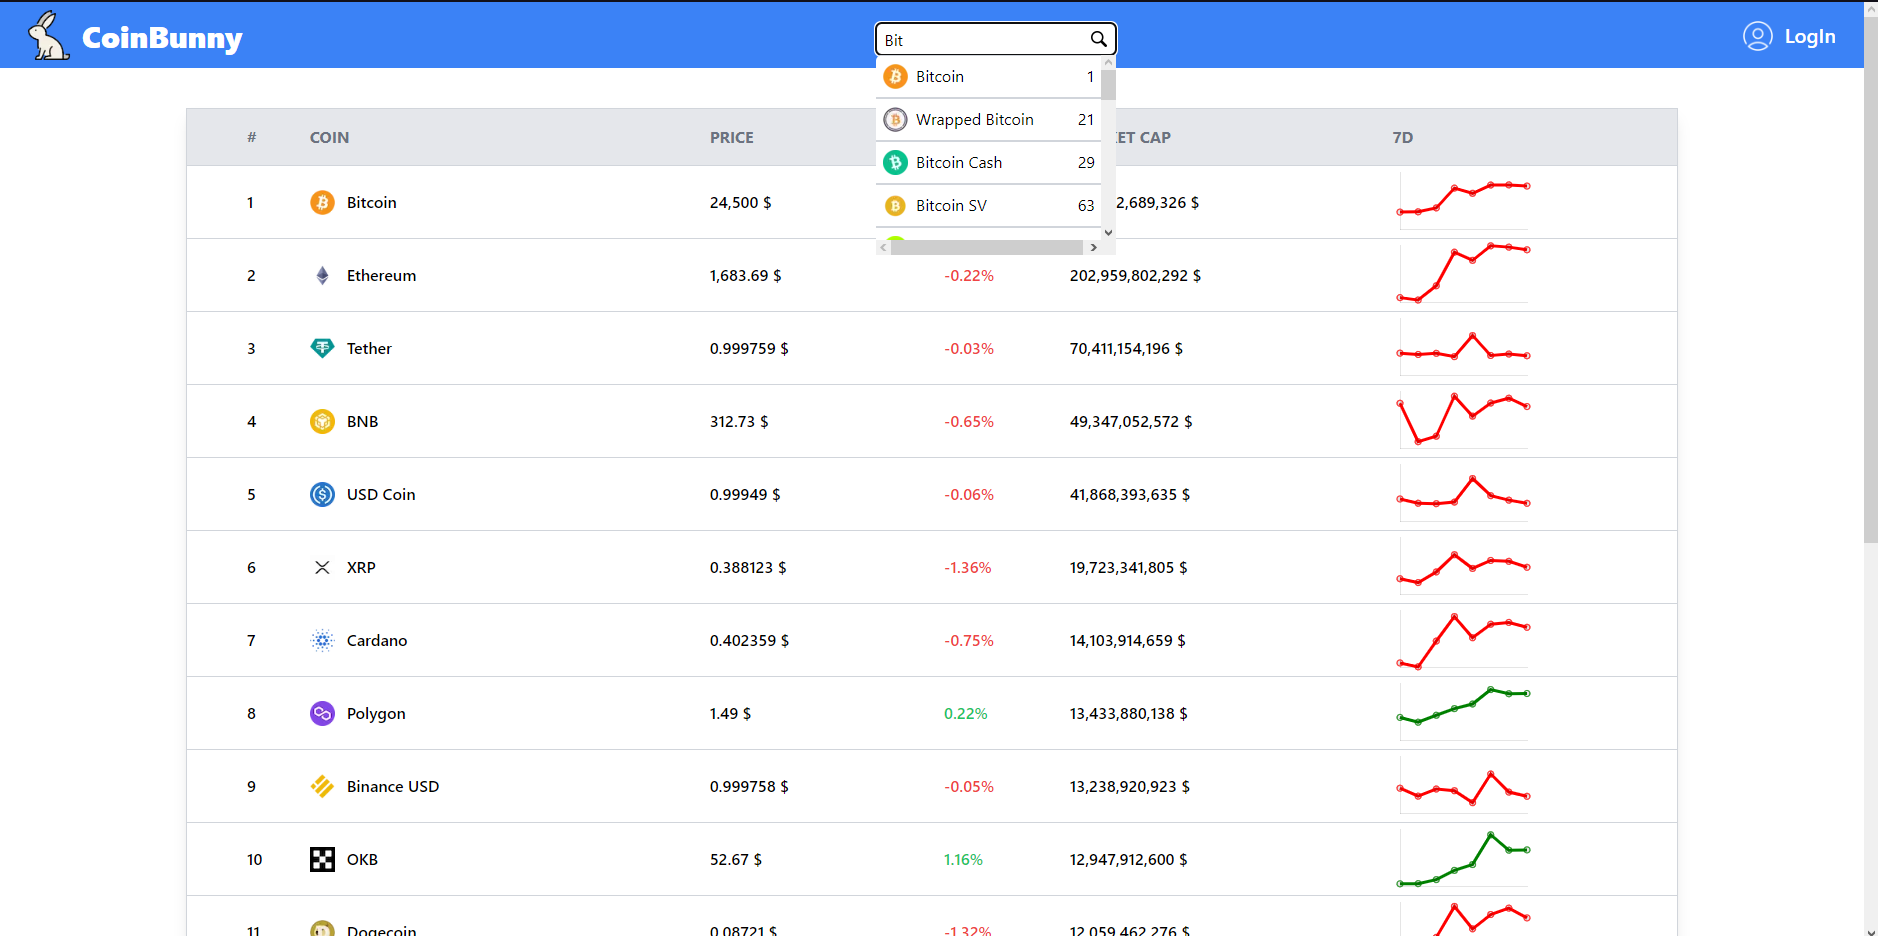 CoinBunny
Bit
LogIn
Bitcoin 1
Wrapped Bitcoin 21
Bitcoin Cash 29
Bitcoin SV 63
# COIN PRICE ET CAP 7D
1 Bitcoin 24,500 $ 2,689,326 $
2 Ethereum 1,683.69 $ -0.22% 202,959,802,292 $
3 Tether 0.999759 $ -0.03% 70,411,154,196 $
4 BNB 312.73 $ -0.65% 49,347,052,572 $
5 USD Coin 0.99949 $ -0.06% 41,868,393,635 $
6 XRP 0.388123 $ -1.36% 19,723,341,805 $
7 Cardano 0.402359 $ -0.75% 14,103,914,659 $
8 Polygon 1.49 $ 0.22% 13,433,880,138 $
9 Binance USD 0.999758 $ -0.05% 13,238,920,923 $
10 OKB 52.67 $ 1.16% 12,947,912,600 $
11 Dogecoin 0.08721 $ -1.32% 12,059,462,276 $